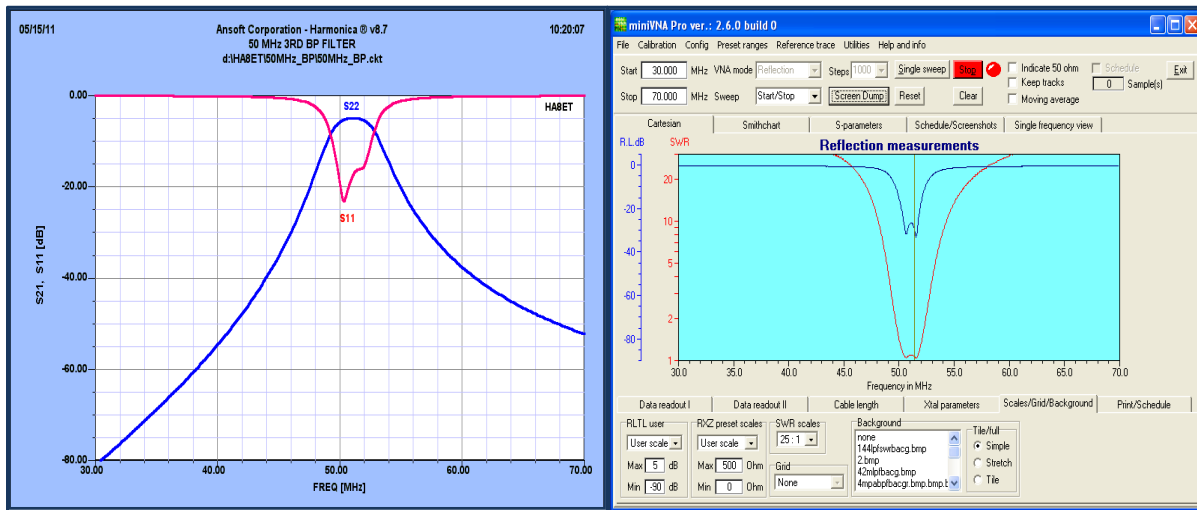 05/15/11 Ansoft Corporation - Harmonica ® v8.7 10:20:07
50 MHz 3RD BP FILTER
d:\HA8ET\50MHz_BP\50MHz_BP.ckt
0.00
-20.00
-40.00
-60.00
-80.00
S21, S11 [dB]
S22
HA8ET
S11
30.00 40.00 50.00 60.00 70.00
FREQ [MHz]
miniVNA Pro ver.: 2.6.0 build 0
File Calibration Config Preset ranges Reference trace Utilities Help and info
Start 30.000 MHz VNA mode Reflection Steps 1000 Single sweep Stop Indicate 50 ohm Schedule Exit
Keep tracks 0 Sample(s)
Stop 70.000 MHz Sweep Start/Stop Screen Dump Reset Clear Moving average
Cartesian Smithchart S-parameters Schedule/Screenshots Single frequency view
R.L.dB SWR Reflection measurements
0
-20
-40
-60
-80
20
10
5
2
1
30.0 35.0 40.0 45.0 50.0 55.0 60.0 65.0 70.0
Frequency in MHz
Data readout I Data readout II Cable length Xtal parameters Scales/Grid/Background Print/Schedule
RLTL user RXZ preset scales SWR scales Background Tile/full
User scale User scale 25 : 1
none
144lpfswrbacg.bmp
2.bmp
42mlpfbacg.bmp
4mpabpfbacgr.bmp.bmp.b
Simple
Stretch
Tile
Max 5 dB Max 500 Ohm Grid
Min -90 dB Min 0 Ohm None